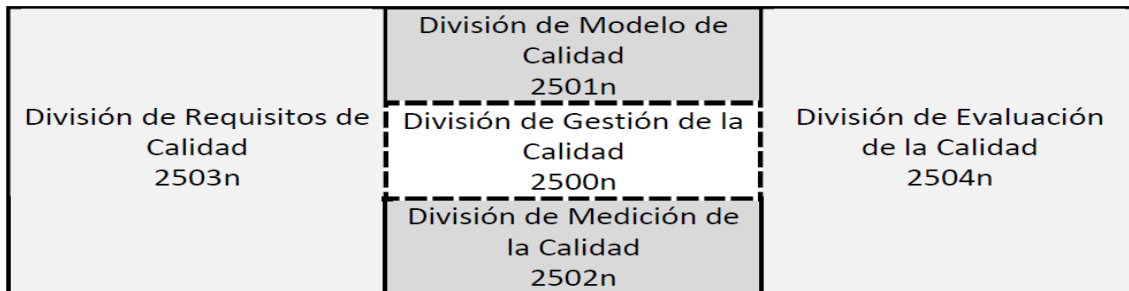 División de Requisitos de
Calidad
2503n
División de Modelo de
Calidad
2501n
División de Gestión de la
Calidad
2500n
División de Medición de
la Calidad
2502n
División de Evaluación
de la Calidad
2504n